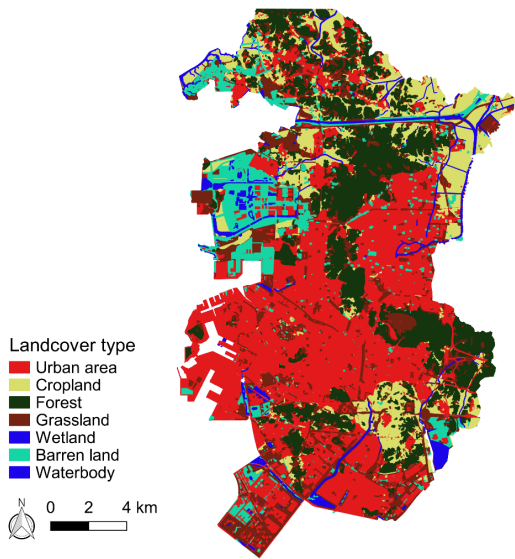 Landcover type
Urban area
Cropland
Forest
Grassland
Wetland
Barren land
Waterbody
N
0 2 4 km